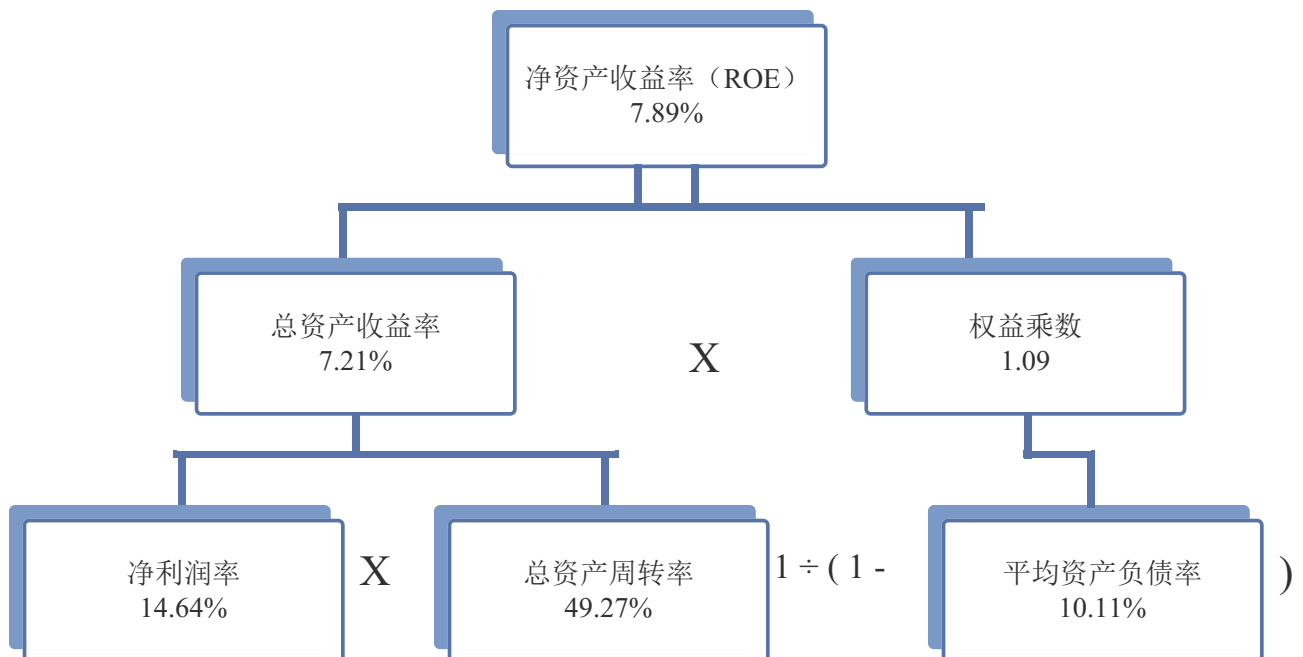 净资产收益率（ROE）
7.89%
总资产收益率
7.21%
X
权益乘数
1.09
净利润率
14.64%
X
总资产周转率
49.27%
1 ÷ ( 1 -
平均资产负债率
10.11%
)